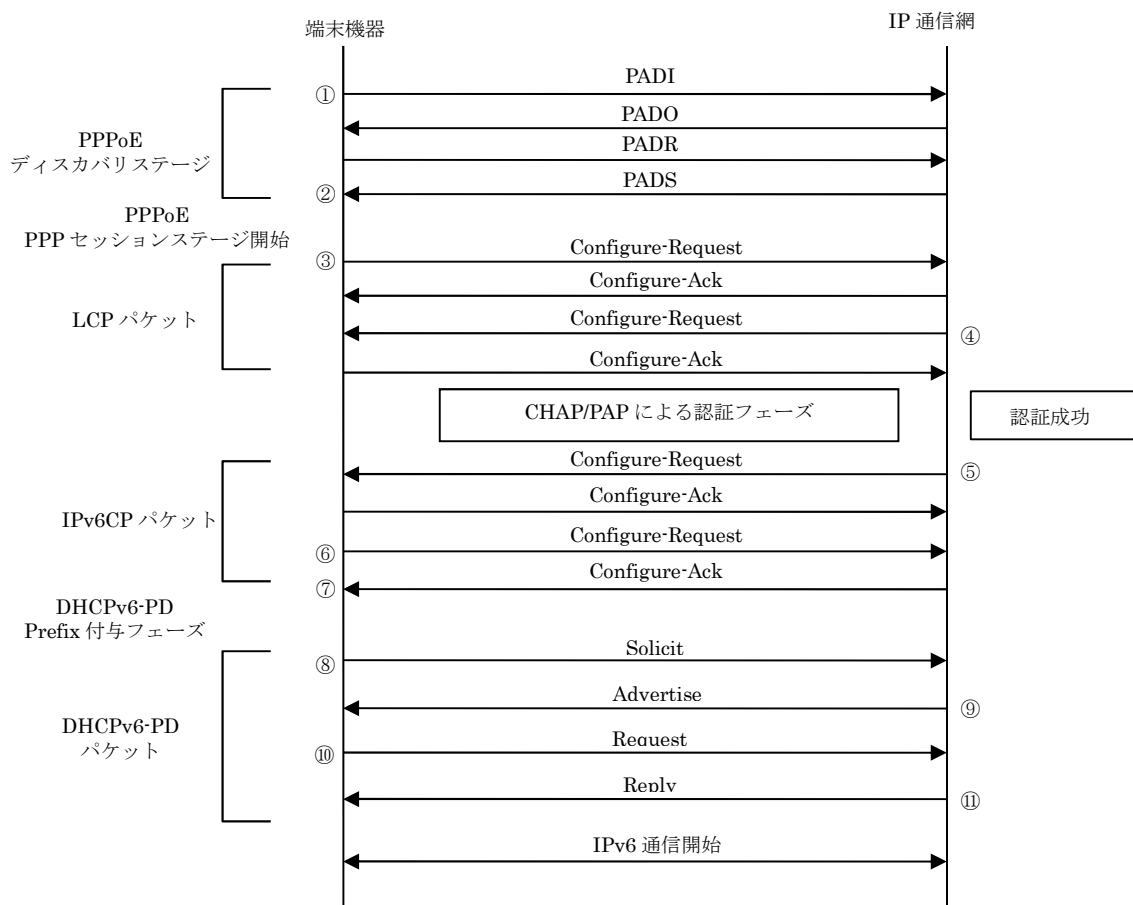 端末機器
IP 通信網
① PADI
PADO
PPPoE
ディスカバリステージ
PADR
② PADS
PPPoE
PPP セッションステージ開始
③ Configure-Request
Configure-Ack
LCP パケット
Configure-Request ④
Configure-Ack
CHAP/PAP による認証フェーズ
認証成功
Configure-Request ⑤
Configure-Ack
IPv6CP パケット
⑥ Configure-Request
⑦ Configure-Ack
DHCPv6-PD
Prefix 付与フェーズ
⑧ Solicit
Advertise ⑨
DHCPv6-PD
パケット
⑩ Request
Reply ⑪
IPv6 通信開始